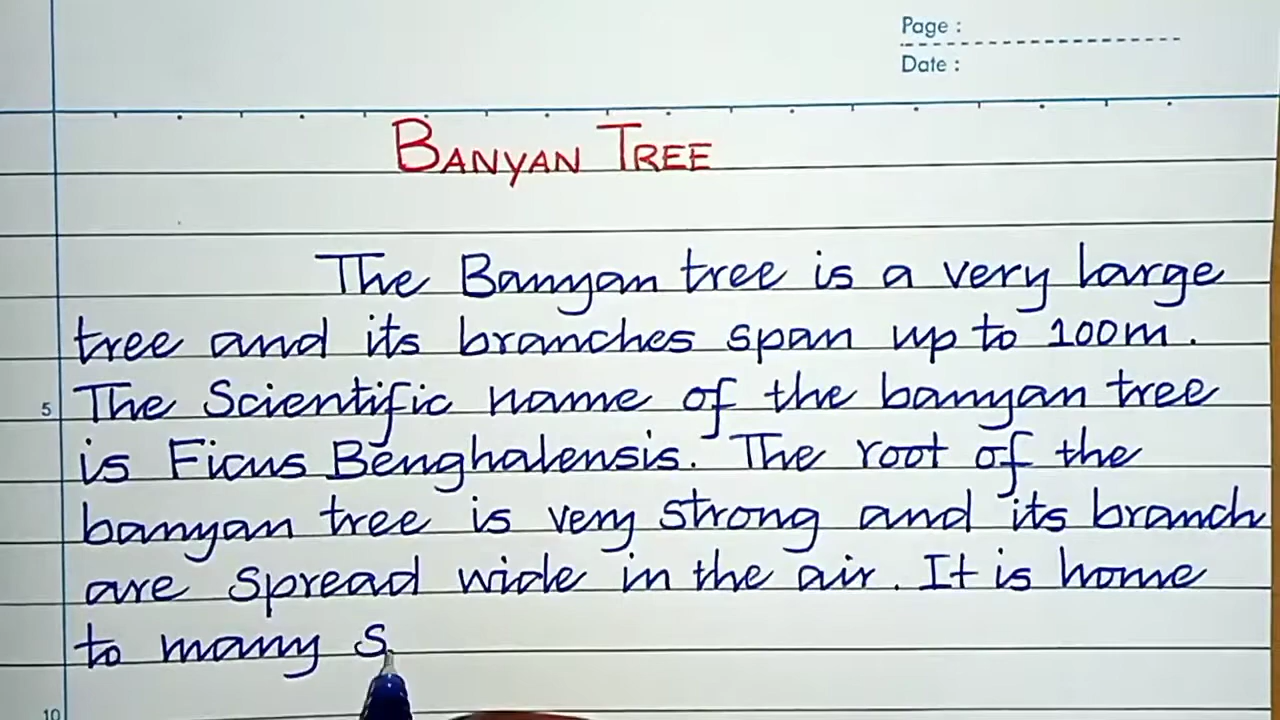 Page :
Date :
BANYAN TREE
The Banyan tree is a very large
tree and its branches span up to 100m.
5 The Scientific name of the banyan tree
is Ficus Benghalensis. The root of the
banyan tree is very strong and its branch
are spread wide in the air. It is home
to many s
10